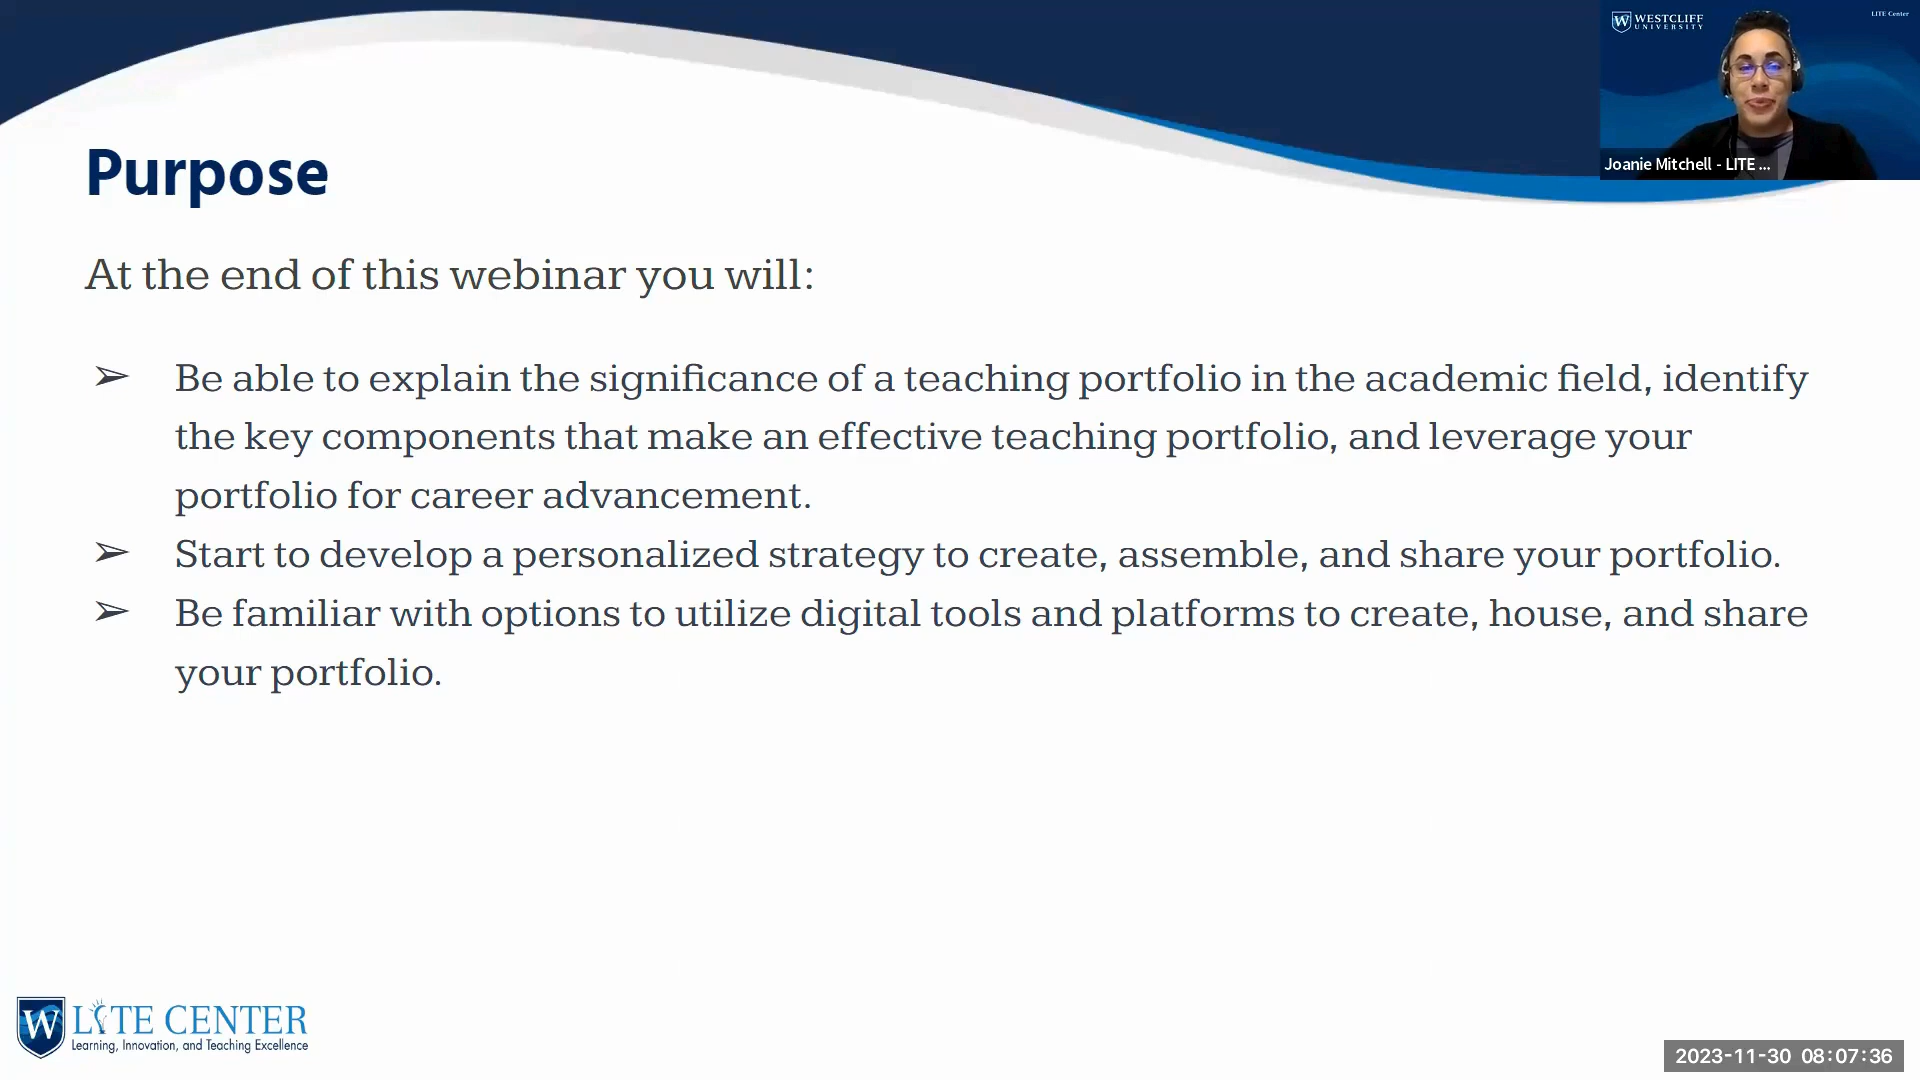 WESTCLIFF
UNIVERSITY
LITE Center
Joanie Mitchell - LITE ...
Purpose
At the end of this webinar you will:
➢ Be able to explain the significance of a teaching portfolio in the academic field, identify
the key components that make an effective teaching portfolio, and leverage your
portfolio for career advancement.
➢ Start to develop a personalized strategy to create, assemble, and share your portfolio.
➢ Be familiar with options to utilize digital tools and platforms to create, house, and share
your portfolio.
W LITE CENTER
Learning, Innovation, and Teaching Excellence
2023-11-30 08:07:36